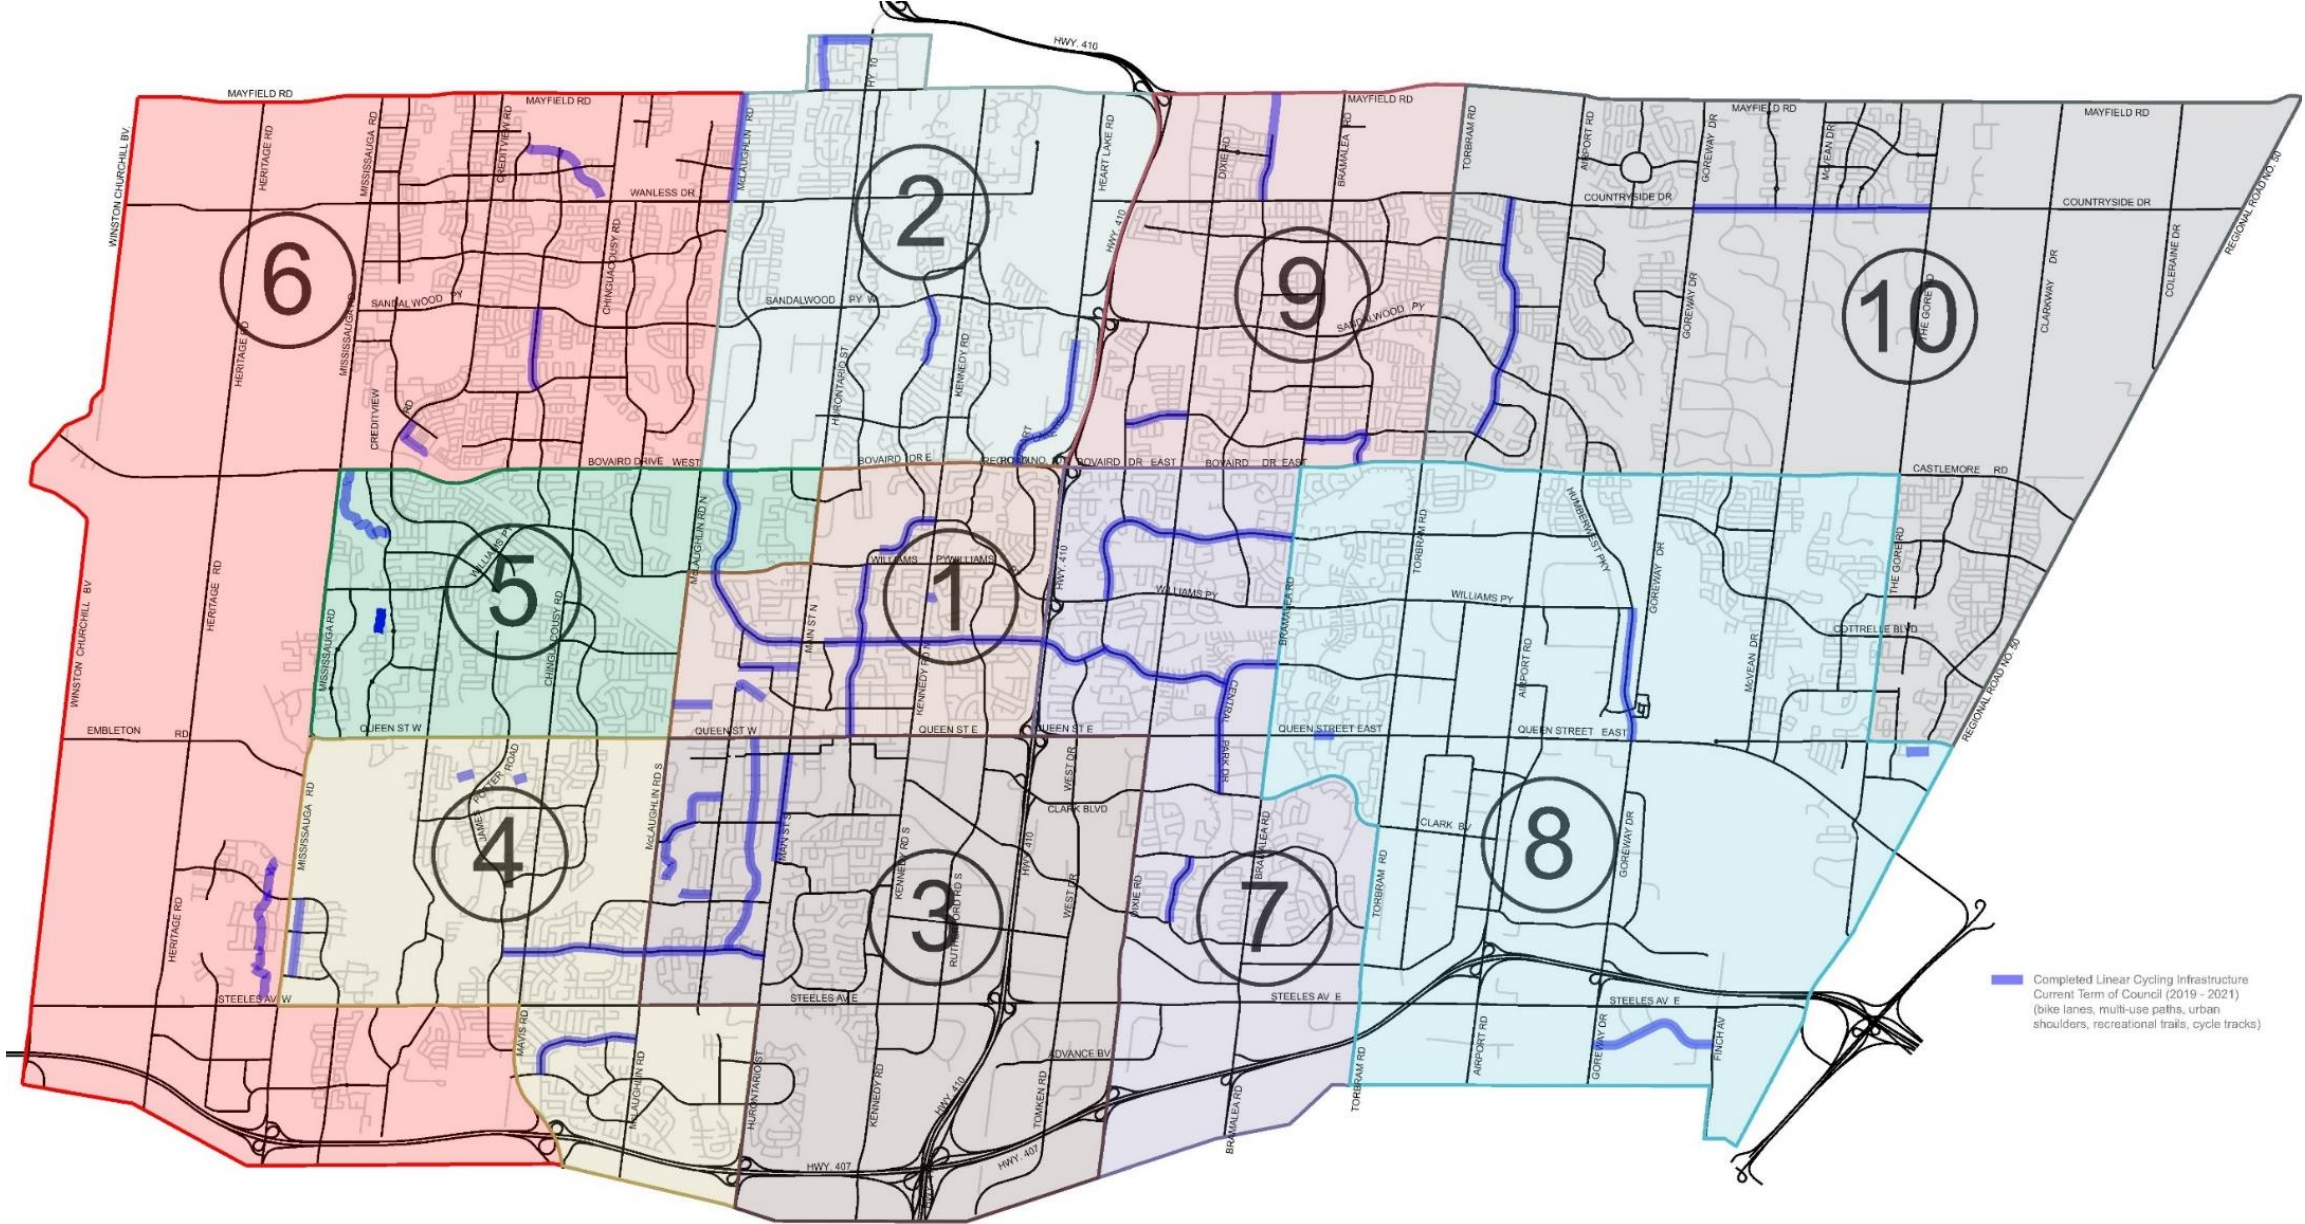 HWY. 410
HY. 10
MAYFIELD RD
MAYFIELD RD
MAYFIELD RD
MAYFIELD RD
MAYFIELD RD
WINSTON CHURCHILL BV.
HERITAGE RD
MISSISSAUGA RD
CREDITVIEW RD
McLAUGHLIN RD
HEART LAKE RD
DIXIE RD
BRAMALEA RD
TORBRAM RD
AIRPORT RD
GOREWAY DR
McVEAN DR
REGIONAL ROAD NO. 50
WANLESS DR
COUNTRYSIDE DR
COUNTRYSIDE DR
CHINGUACOUSY RD
HWY. 410
6
2
9
10
SANDALWOOD PY
SANDALWOOD PY W
SANDALWOOD PY
HERITAGE RD
MISSISSAUGA RD
HURONTARIO ST
KENNEDY RD
GOREWAY DR
THE GORE RD
CLARKWAY DR
COLERAINE DR
CREDITVIEW
RD
BOVAIRD DRIVE WEST
BOVAIRD DR E
BOVAIRD DR EAST
BOVAIRD DR EAST
CASTLEMORE RD
McLAUGHLIN RD N
WILLIAMS PY
WILLIAMS PY
WILLIAMS
HWY. 410
TORBRAM RD
HUMBERWEST PKY
GOREWAY DR
THE GORE RD
5
1
WILLIAMS PY
WILLIAMS PY
WINSTON CHURCHILL BV
HERITAGE RD
MISSISSAUGA RD
CHINGUACOUSY RD
MAIN ST N
KENNEDY RD N
BRAMALEA RD
AIRPORT RD
McVEAN DR
COTTRELLE BLVD
REGIONAL ROAD NO. 50
CENTRAL
PARK DR
EMBLETON RD
QUEEN ST W
QUEEN ST W
QUEEN ST E
QUEEN ST E
QUEEN STREET EAST
QUEEN STREET EAST
MISSISSAUGA RD
JAMES POTTER ROAD
McLAUGHLIN RD S
MAIN ST S
KENNEDY RD S
RUTHERFORD RD S
HWY. 410
WEST DR
CLARK BLVD
WEST DR
DIXIE RD
BRAMALEA RD
TORBRAM RD
CLARK BV
GOREWAY DR
4
3
7
8
HERITAGE RD
STEELES AV W
STEELES AV E
STEELES AV E
STEELES AV E
MAVIS RD
McLAUGHLIN RD
HURONTARIO ST
KENNEDY RD
HWY. 410
TOMKEN RD
ADVANCE BV
BRAMALEA RD
TORBRAM RD
AIRPORT RD
GOREWAY DR
FINCH AV
HWY. 407
HWY. 407
Completed Linear Cycling Infrastructure
Current Term of Council (2019 - 2021)
(bike lanes, multi-use paths, urban
shoulders, recreational trails, cycle tracks)